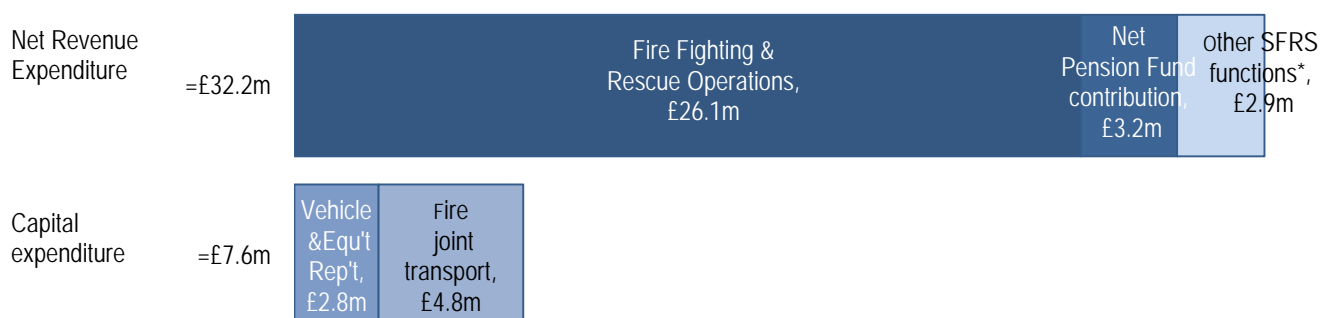 Net Revenue
Expenditure
=£32.2m
Fire Fighting &
Rescue Operations,
£26.1m
Net
Pension Fund
contribution,
£3.2m
Other SFRS
functions*,
£2.9m
Capital
expenditure
=£7.6m
Vehicle
&Equ't
Rep't,
£2.8m
Fire
joint
transport,
£4.8m